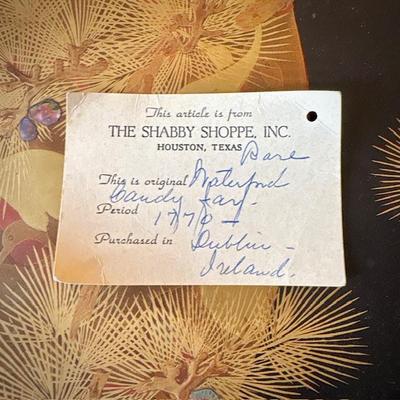 This article is from
THE SHABBY SHOPPE, INC.
HOUSTON, TEXAS
Rare
This is original Waterford
Candy Jar.
Period 1770 -
Purchased in Dublin -
Ireland.